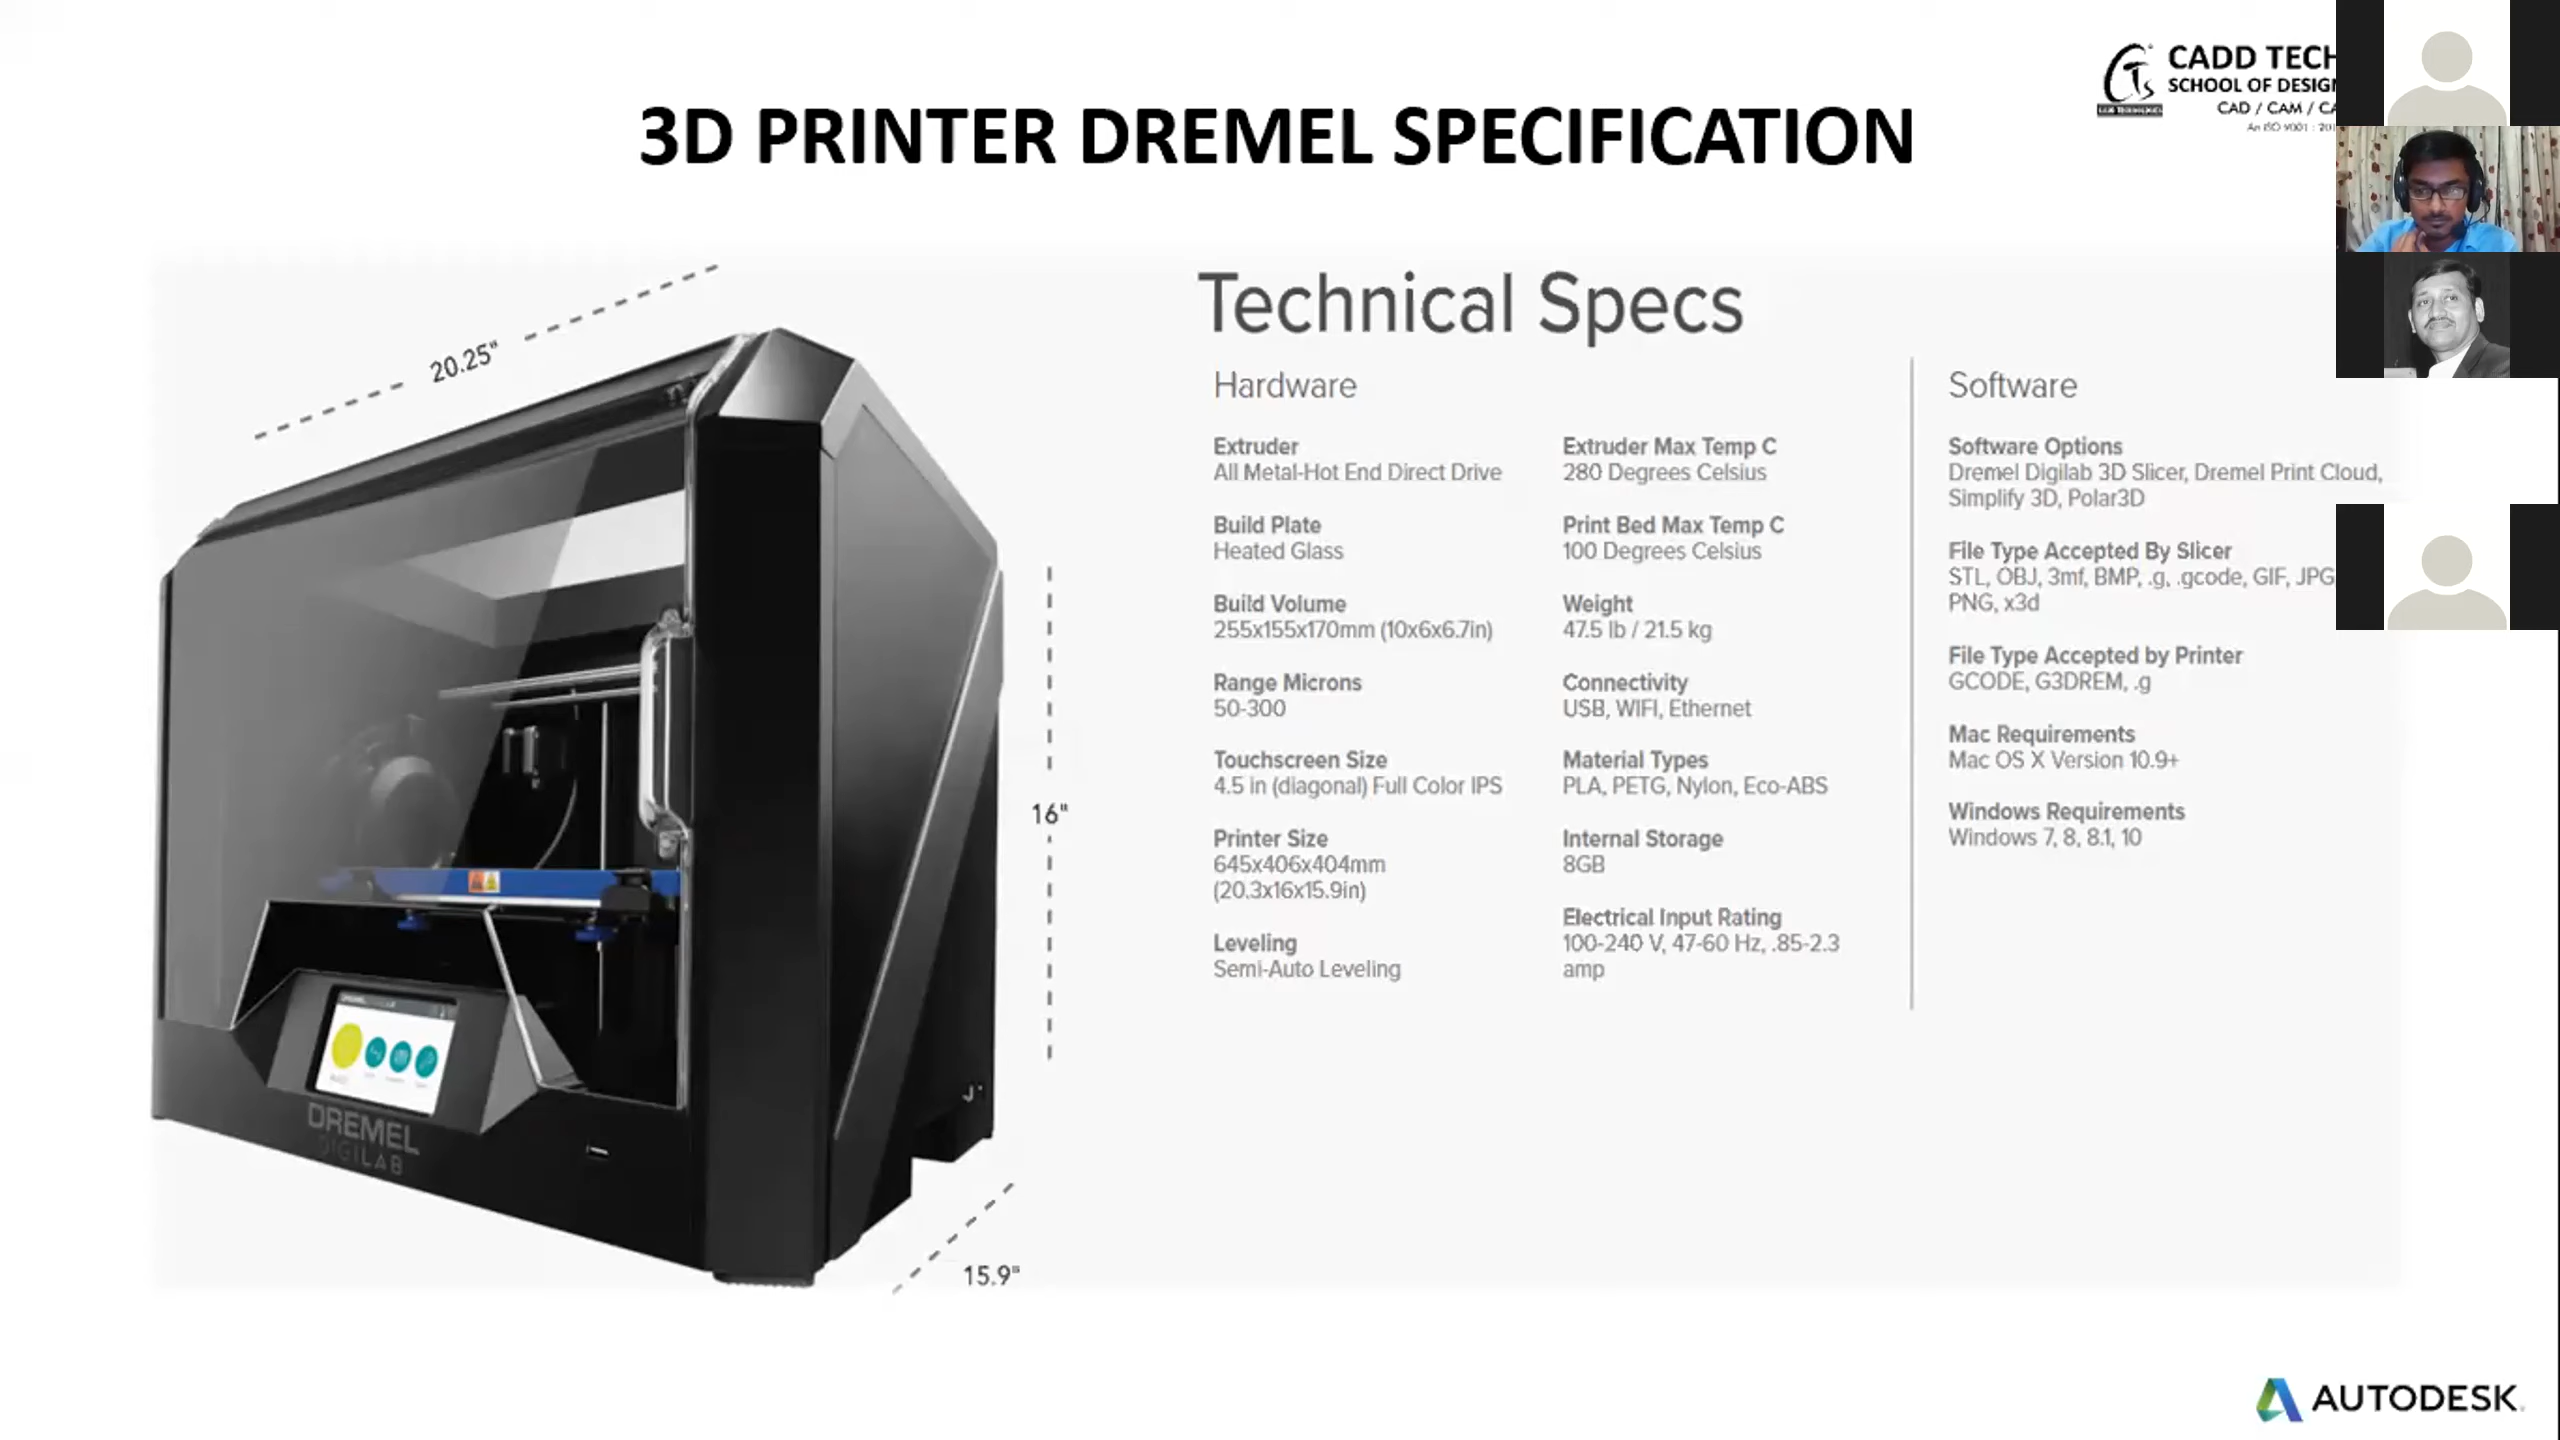 CADD TECH
SCHOOL OF DESIGN
CAD / CAM / CA
An ISO 9001 : 201
3D PRINTER DREMEL SPECIFICATION
20.25"
16"
15.9"
DREMEL
DIGILAB
Technical Specs
Hardware
Extruder
All Metal-Hot End Direct Drive
Build Plate
Heated Glass
Build Volume
255x155x170mm (10x6x6.7in)
Range Microns
50-300
Touchscreen Size
4.5 in (diagonal) Full Color IPS
Printer Size
645x406x404mm
(20.3x16x15.9in)
Leveling
Semi-Auto Leveling
Extruder Max Temp C
280 Degrees Celsius
Print Bed Max Temp C
100 Degrees Celsius
Weight
47.5 lb / 21.5 kg
Connectivity
USB, WIFI, Ethernet
Material Types
PLA, PETG, Nylon, Eco-ABS
Internal Storage
8GB
Electrical Input Rating
100-240 V, 47-60 Hz, .85-2.3
amp
Software
Software Options
Dremel Digilab 3D Slicer, Dremel Print Cloud,
Simplify 3D, Polar3D
File Type Accepted By Slicer
STL, OBJ, 3mf, BMP, .g, .gcode, GIF, JPG
PNG, x3d
File Type Accepted by Printer
GCODE, G3DREM, .g
Mac Requirements
Mac OS X Version 10.9+
Windows Requirements
Windows 7, 8, 8.1, 10
AUTODESK.